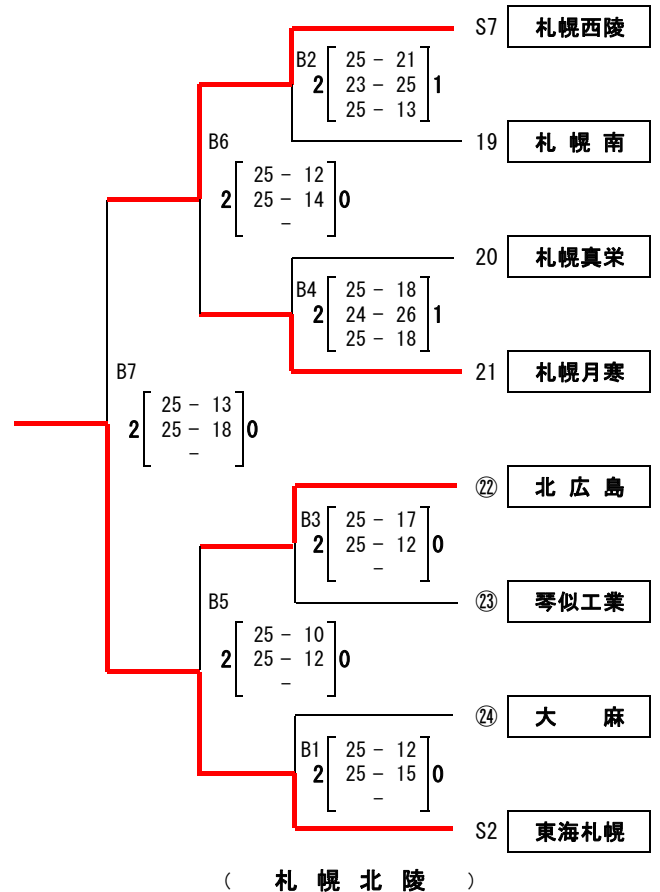 S7 札幌西陵
B2
25 - 21
2 23 - 25 1
25 - 13
19 札幌南
B6
25 - 12
2 25 - 14 0
-
20 札幌真栄
B4
25 - 18
2 24 - 26 1
25 - 18
21 札幌月寒
B7
25 - 13
2 25 - 18 0
-
㉒ 北広島
B3
25 - 17
2 25 - 12 0
-
㉓ 琴似工業
B5
25 - 10
2 25 - 12 0
-
㉔ 大麻
B1
25 - 12
2 25 - 15 0
-
S2 東海札幌
( 札幌北陵 )